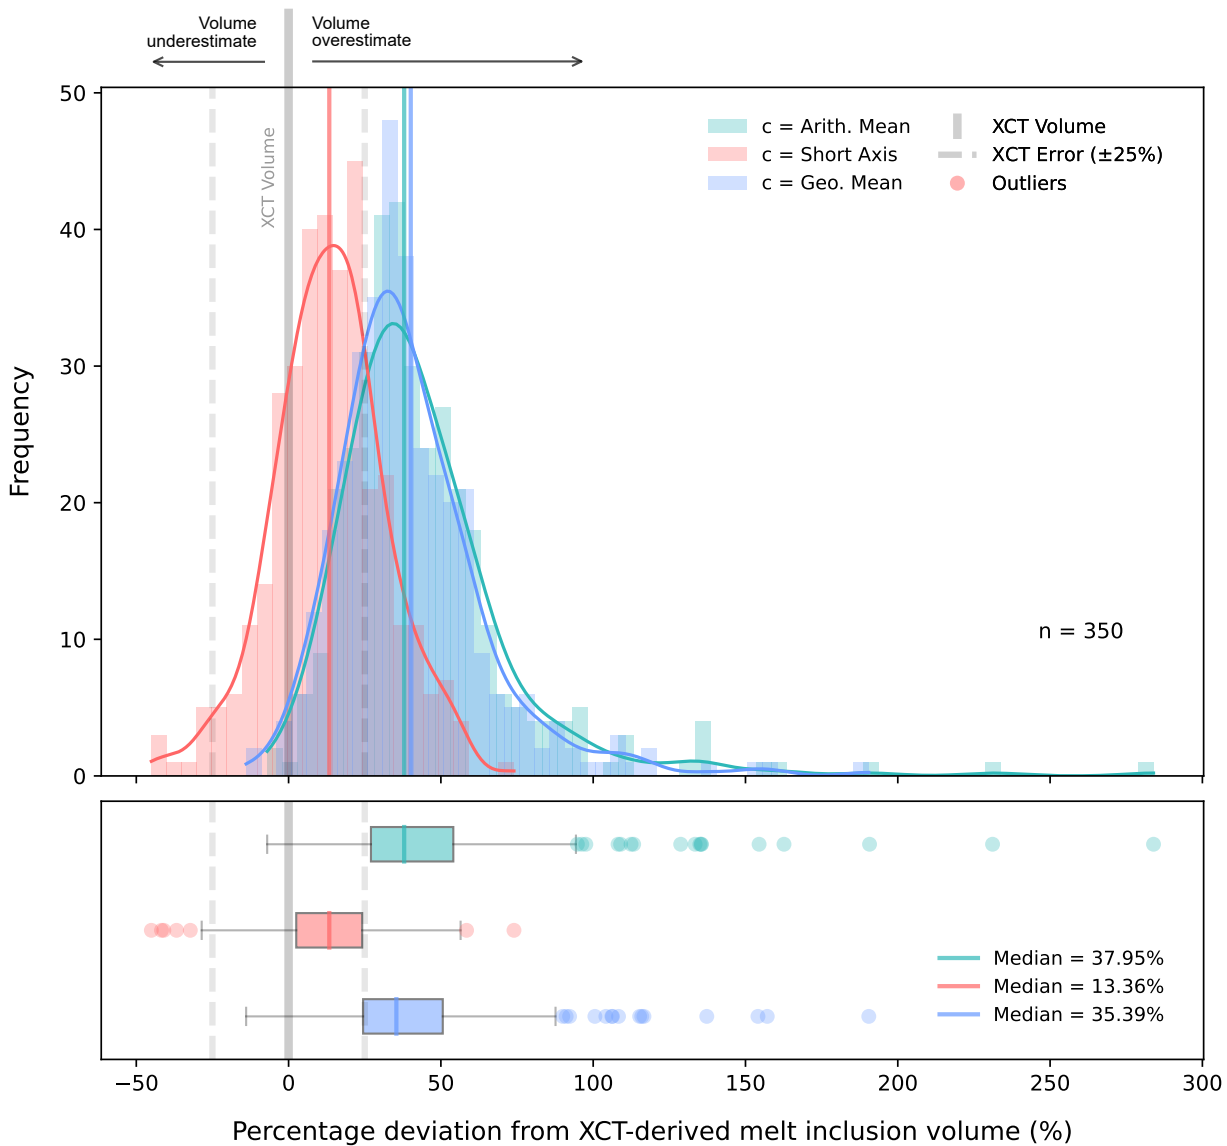 Volume
underestimate
Volume
overestimate
50
40
30
20
10
0
Frequency
XCT Volume
c = Arith. Mean
c = Short Axis
c = Geo. Mean
XCT Volume
XCT Error (±25%)
Outliers
n = 350
Median = 37.95%
Median = 13.36%
Median = 35.39%
−50
0
50
100
150
200
250
300
Percentage deviation from XCT-derived melt inclusion volume (%)